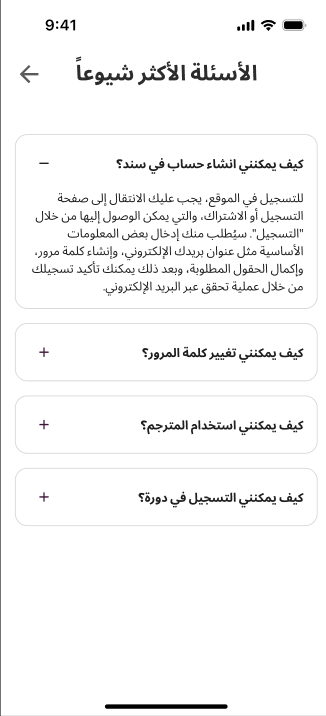 9:41
الأسئلة الأكثر شيوعاً
كيف يمكنني انشاء حساب في سند؟
للتسجيل في الموقع، يجب عليك الانتقال إلى صفحة
التسجيل أو الاشتراك، والتي يمكن الوصول إليها من خلال
"التسجيل". سيُطلب منك إدخال بعض المعلومات
الأساسية مثل عنوان بريدك الإلكتروني، وإنشاء كلمة مرور،
وإكمال الحقول المطلوبة، وبعد ذلك يمكنك تأكيد تسجيلك
من خلال عملية تحقق عبر البريد الإلكتروني.
كيف يمكنني تغيير كلمة المرور؟
كيف يمكنني استخدام المترجم؟
كيف يمكنني التسجيل في دورة؟